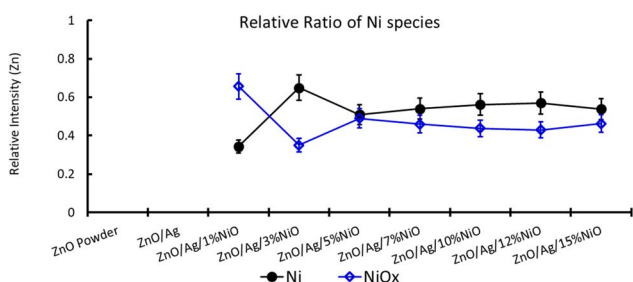 Relative Ratio of Ni species
Relative Intensity (Zn)
1
0.8
0.6
0.4
0.2
0
ZnO Powder
ZnO/Ag
ZnO/Ag/1%NiO
ZnO/Ag/3%NiO
ZnO/Ag/5%NiO
ZnO/Ag/7%NiO
ZnO/Ag/10%NiO
ZnO/Ag/12%NiO
ZnO/Ag/15%NiO
Ni
NiOx